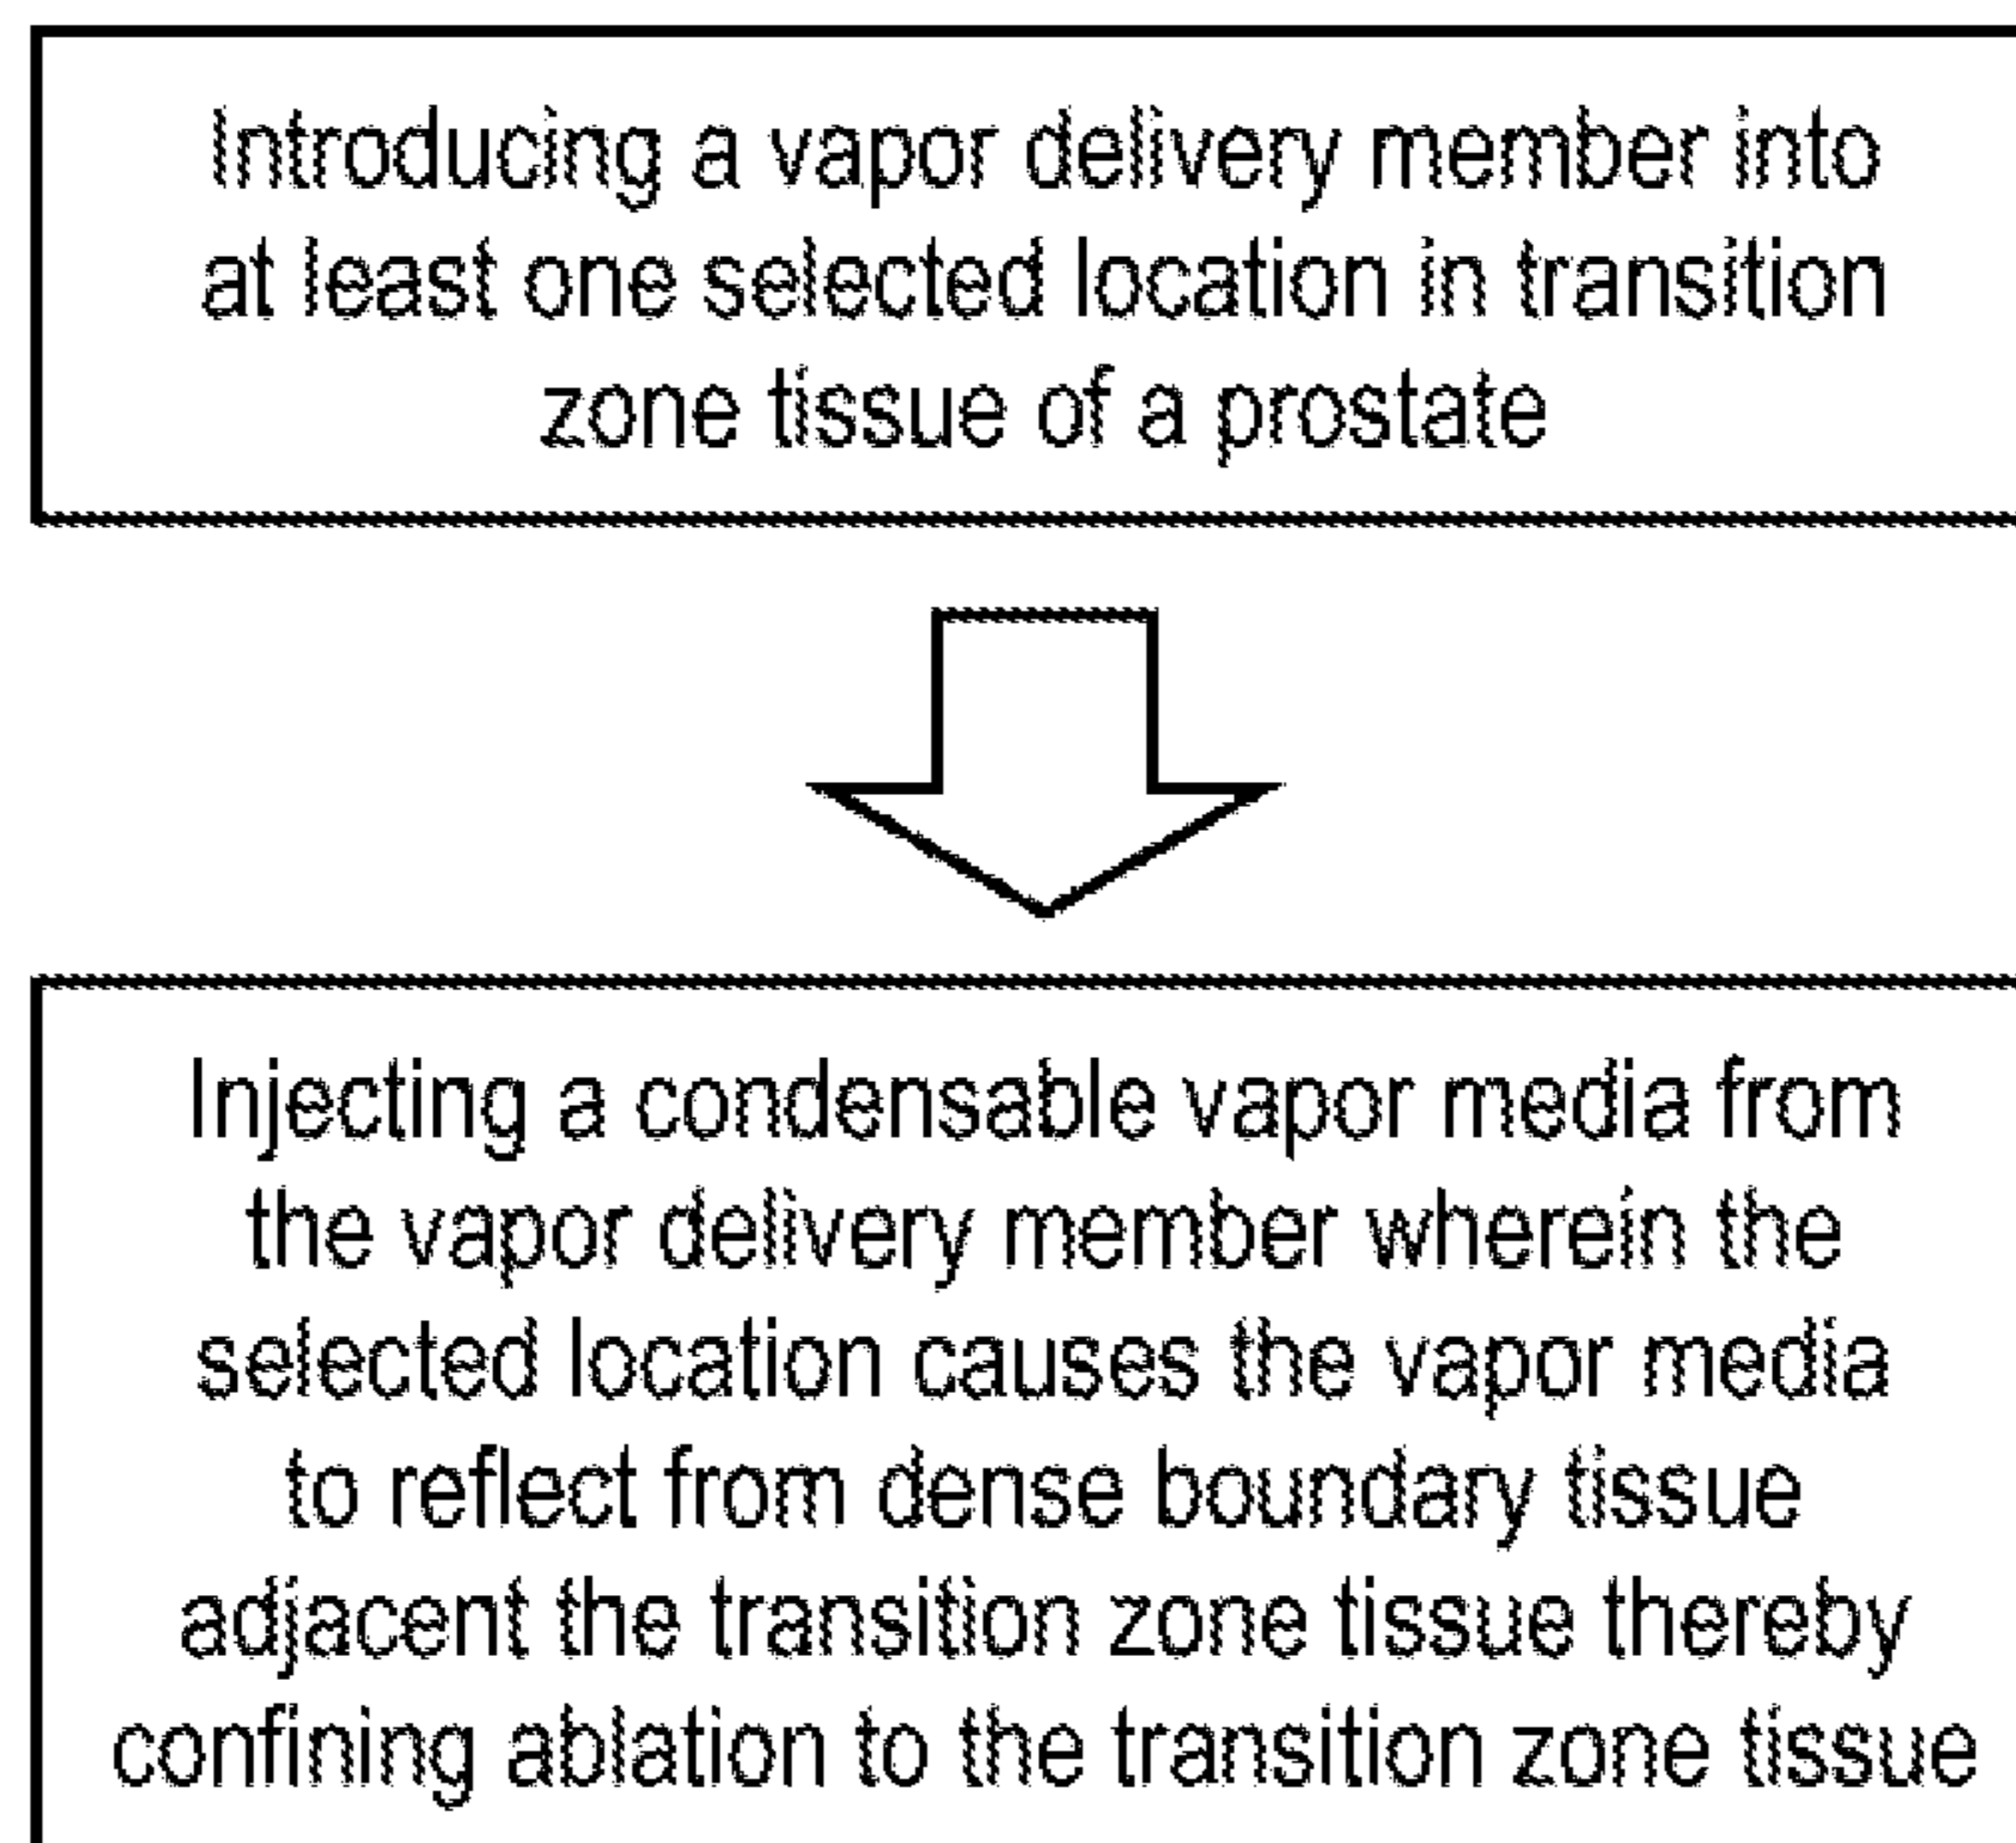 Introducing a vapor delivery member into
at least one selected location in transition
zone tissue of a prostate
Injecting a condensable vapor media from
the vapor delivery member wherein the
selected location causes the vapor media
to reflect from dense boundary tissue
adjacent the transition zone tissue thereby
confining ablation to the transition zone tissue